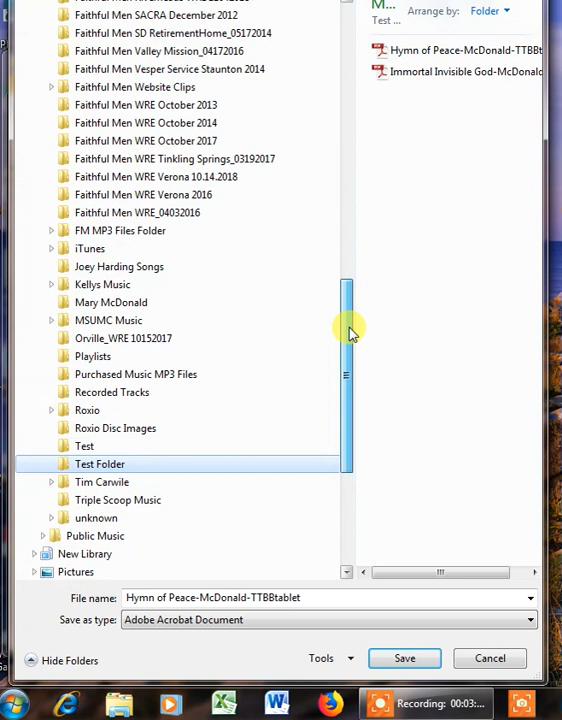 Faithful Men SACRA December 2012
Faithful Men SD RetirementHome_05172014
Faithful Men Valley Mission_04172016
Faithful Men Vesper Service Staunton 2014
Faithful Men Website Clips
Faithful Men WRE October 2013
Faithful Men WRE October 2014
Faithful Men WRE October 2017
Faithful Men WRE Tinkling Springs_03192017
Faithful Men WRE Verona 10.14.2018
Faithful Men WRE Verona 2016
Faithful Men WRE_04032016
FM MP3 Files Folder
iTunes
Joey Harding Songs
Kellys Music
Mary McDonald
MSUMC Music
Orville_WRE 10152017
Playlists
Purchased Music MP3 Files
Recorded Tracks
Roxio
Roxio Disc Images
Test
Test Folder
Tim Carwile
Triple Scoop Music
unknown
Public Music
New Library
Pictures
M...
Test ...
Arrange by: Folder
Hymn of Peace-McDonald-TTBBt
Immortal Invisible God-McDonald
File name: Hymn of Peace-McDonald-TTBBtablet
Save as type: Adobe Acrobat Document
Hide Folders
Tools
Save
Cancel
Recording: 00:03:...